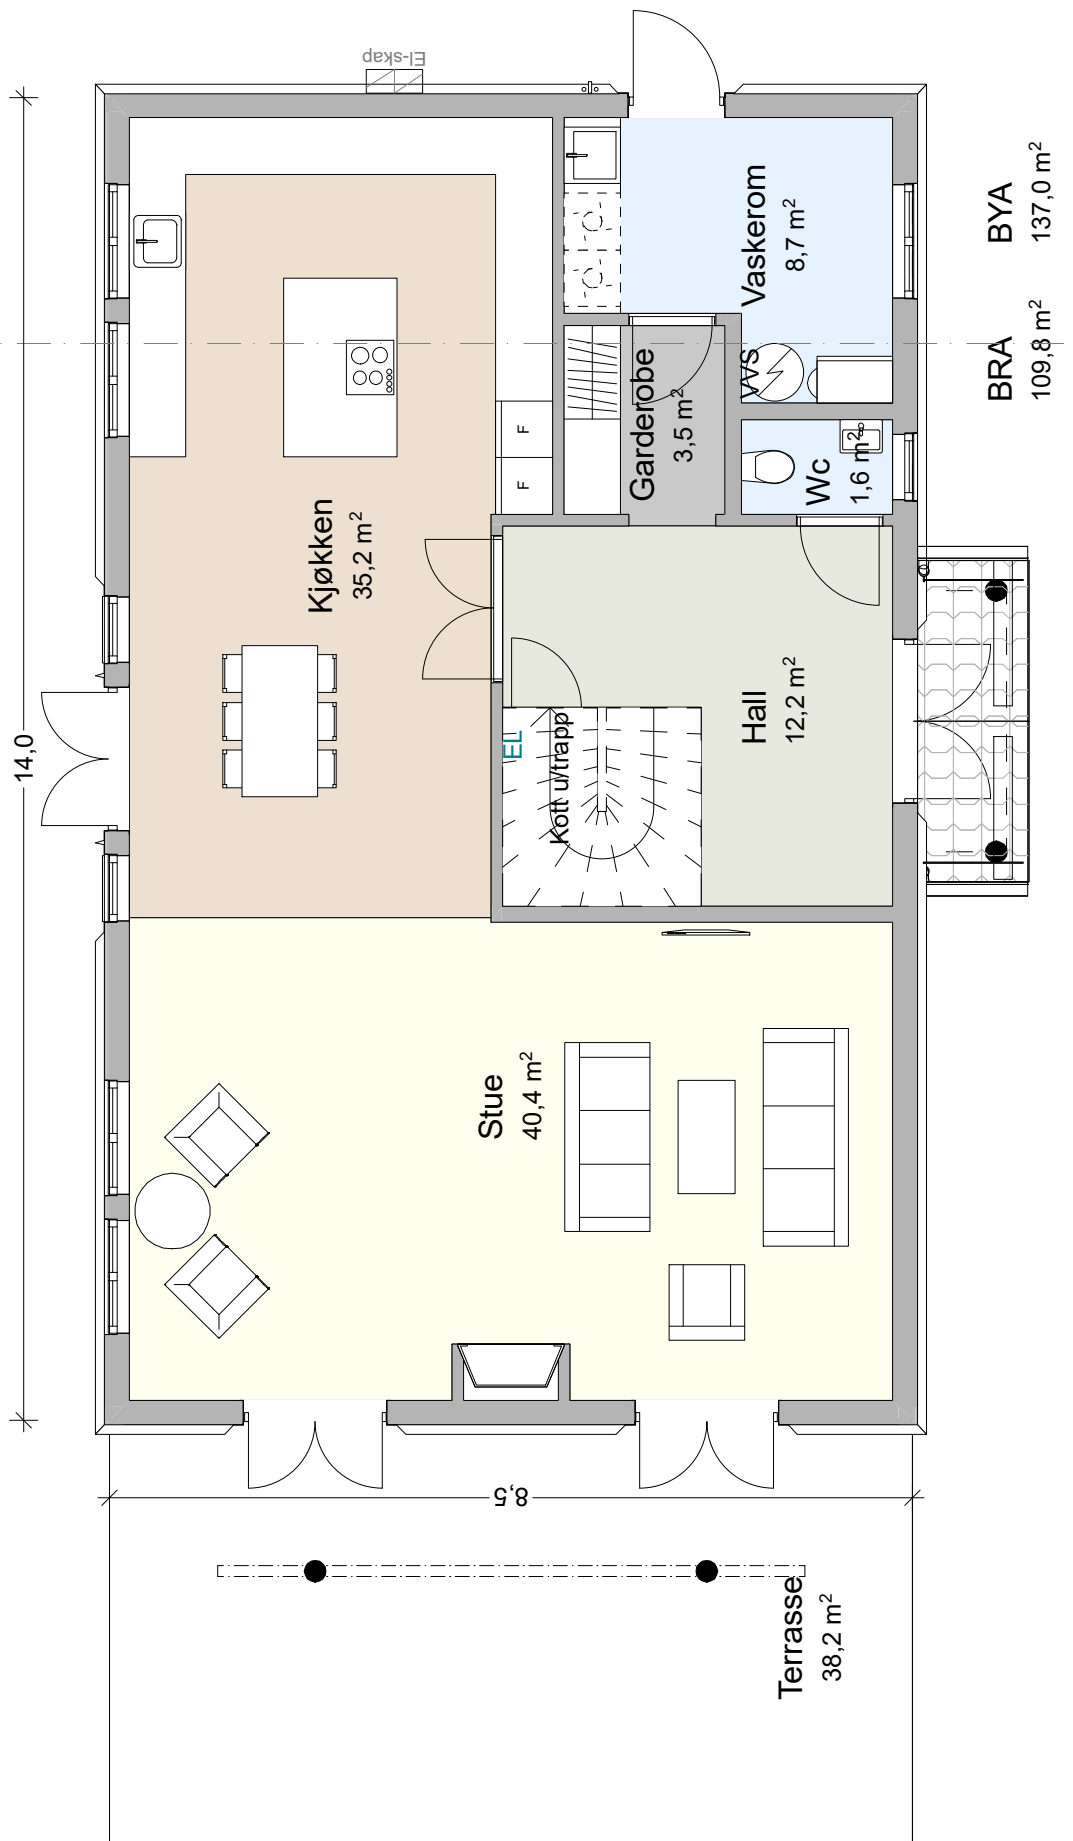 El-skap
14,0
Kjøkken
35,2 m²
F
F
Vaskerom
8,7 m²
VVS
Garderobe
3,5 m²
Wc
1,6 m²
Hall
12,2 m²
EL
Kott u/trapp
Stue
40,4 m²
8,5
Terrasse
38,2 m²
BRA
109,8 m²
BYA
137,0 m²